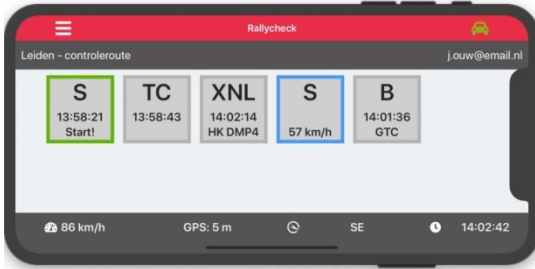 Rallycheck
Leiden - controleroute
j.ouw@email.nl
S
13:58:21
Start!
TC
13:58:43
XNL
14:02:14
HK DMP4
S
57 km/h
B
14:01:36
GTC
86 km/h
GPS: 5 m
SE
14:02:42